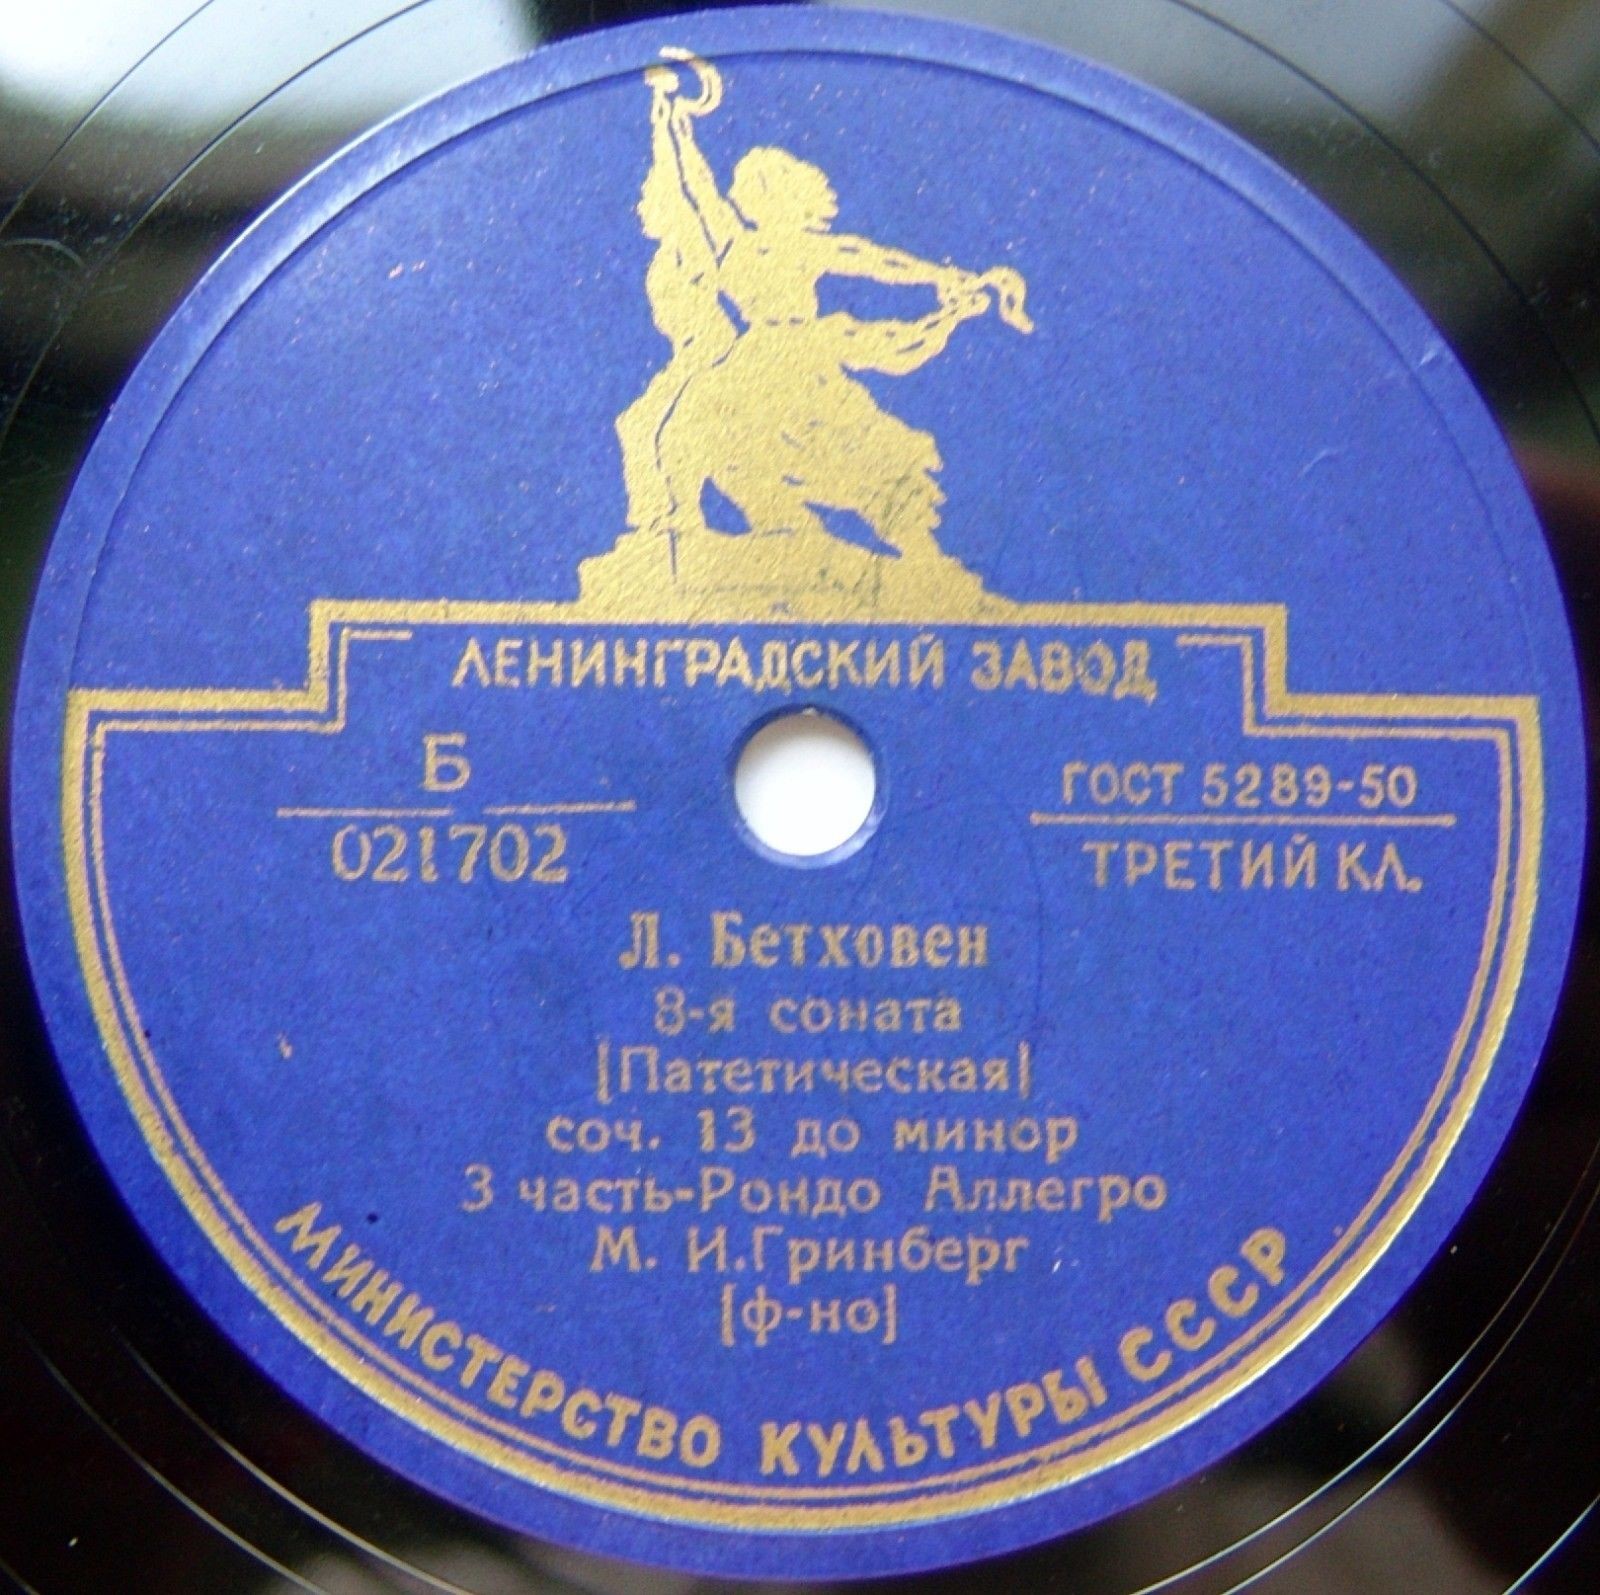 ЛЕНИНГРАДСКИЙ ЗАВОД
Б
021702
ГОСТ 5289-50
ТРЕТИЙ КЛ.
Л. Бетховен
8-я соната
[Патетическая]
соч. 13 до минор
3 часть-Рондо Аллегро
М. И.Гринберг
[ф-но]
МИНИСТЕРСТВО КУЛЬТУРЫ СССР